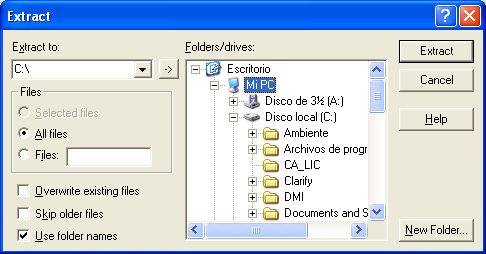 Extract
Extract to:
C:\
->
Files
Selected files
All files
Files:
Overwrite existing files
Skip older files
Use folder names
Folders/drives:
Escritorio
Mi PC
Disco de 3½ (A:)
Disco local (C:)
Ambiente
Archivos de progr
CA_LIC
Clarify
DMI
Documents and S
Extract
Cancel
Help
New Folder...